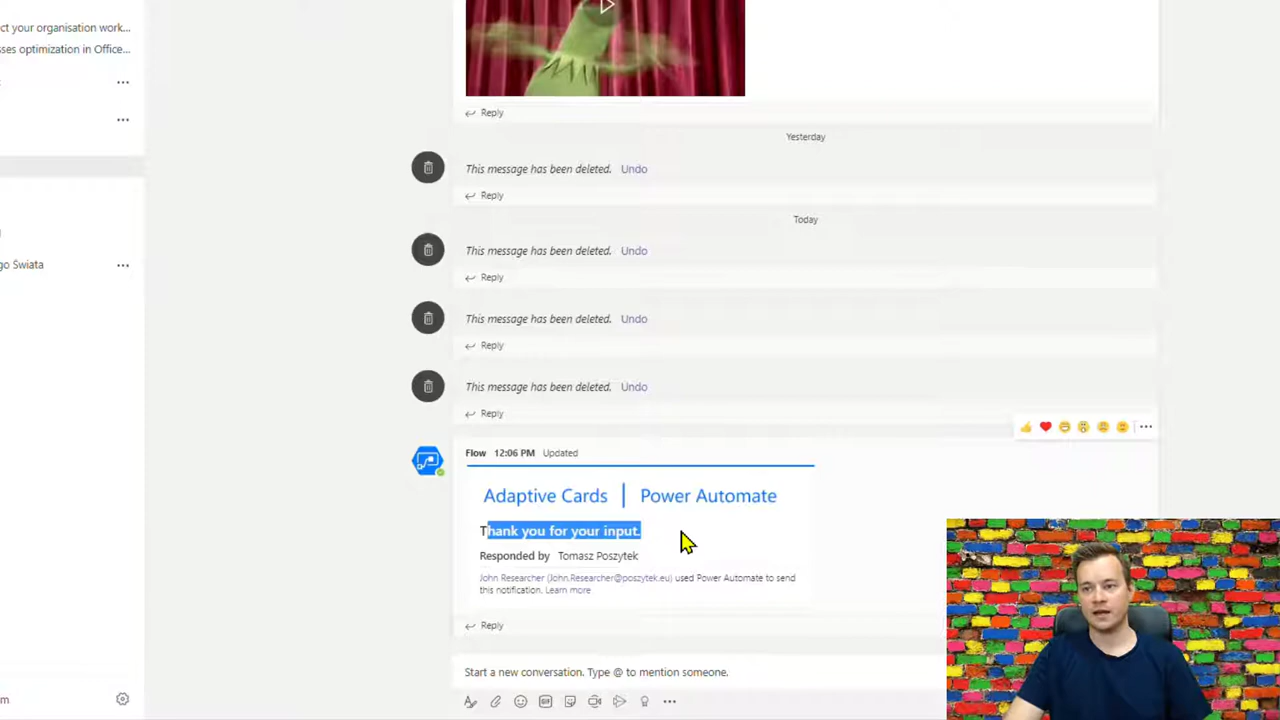 ct your organisation work...
sses optimization in Office...
Reply
Yesterday
This message has been deleted. Undo
Reply
Today
This message has been deleted. Undo
Reply
This message has been deleted. Undo
Reply
This message has been deleted. Undo
Reply
go Świata
Flow 12:06 PM Updated
Adaptive Cards | Power Automate
Thank you for your input.
Responded by Tomasz Poszytek
John Researcher (John.Researcher@poszytek.eu) used Power Automate to send
this notification. Learn more
Reply
Start a new conversation. Type @ to mention someone.
GIF
m